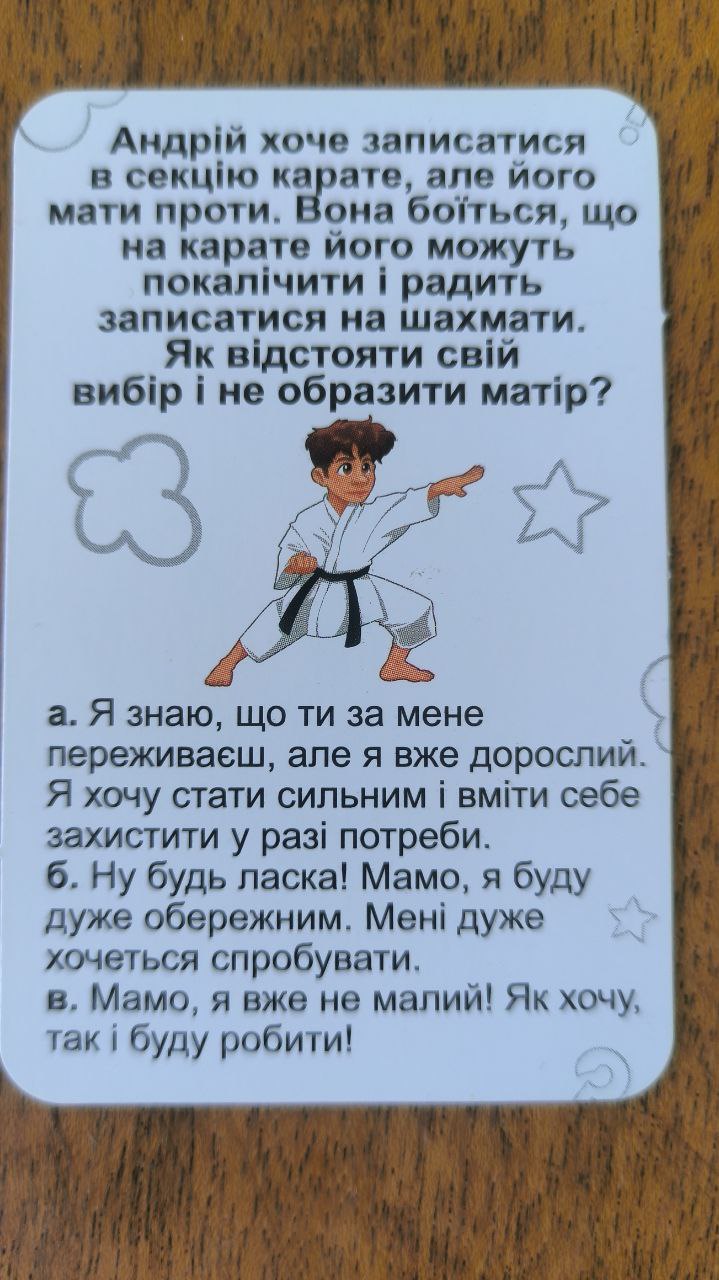 Андрій хоче записатися
в секцію карате, але його
мати проти. Вона боїться, що
на карате його можуть
покалічити і радить
записатися на шахмати.
Як відстояти свій
вибір і не образити матір?
а. Я знаю, що ти за мене
переживаєш, але я вже дорослий.
Я хочу стати сильним і вміти себе
захистити у разі потреби.
б. Ну будь ласка! Мамо, я буду
дуже обережним. Мені дуже
хочеться спробувати.
в. Мамо, я вже не малий! Як хочу,
так і буду робити!